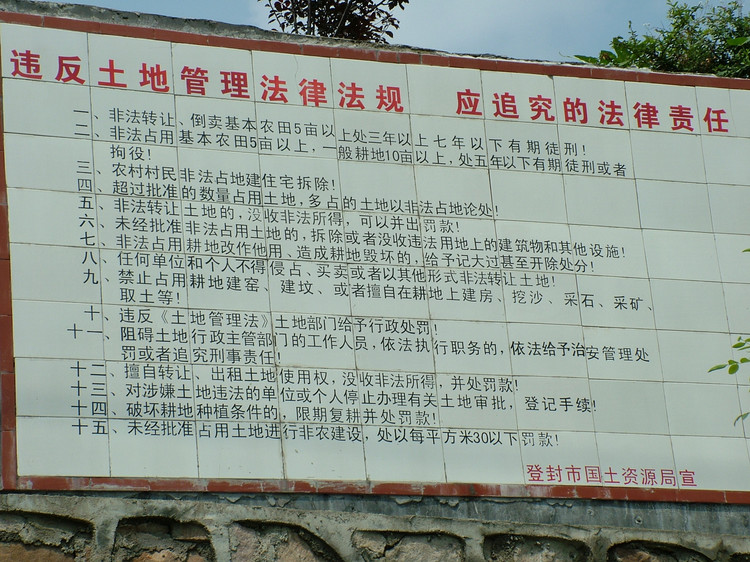 违反土地管理法律法规 应追究的法律责任
一、非法转让、倒卖基本农田5亩以上处三年以上七年以下有期徒刑!
二、非法占用基本农田5亩以上,一般耕地10亩以上,处五年以下有期徒刑或者
拘役!
三、农村村民非法占地建住宅拆除!
四、超过批准的数量占用土地,多占的土地以非法占地论处!
五、非法转让土地的,没收非法所得,可以并出罚款!
六、未经批准非法占用土地的,拆除或者没收违法用地上的建筑物和其他设施!
七、非法占用耕地改作他用、造成耕地毁坏的,给予记大过甚至开除处分!
八、任何单位和个人不得侵占、买卖或者以其他形式非法转让土地!
九、禁止占用耕地建窑、建坟、或者擅自在耕地上建房、挖沙、采石、采矿、
取土等!
十、违反《土地管理法》土地部门给予行政处罚!
十一、阻碍土地行政主管部门的工作人员,依法执行职务的,依法给予治安管理处
罚或者追究刑事责任!
十二、擅自转让、出租土地使用权,没收非法所得,并处罚款!
十三、对涉嫌土地违法的单位或个人停止办理有关土地审批,登记手续!
十四、破坏耕地种植条件的,限期复耕并处罚款!
十五、未经批准占用土地进行非农建设,处以每平方米30以下罚款!
登封市国土资源局宣